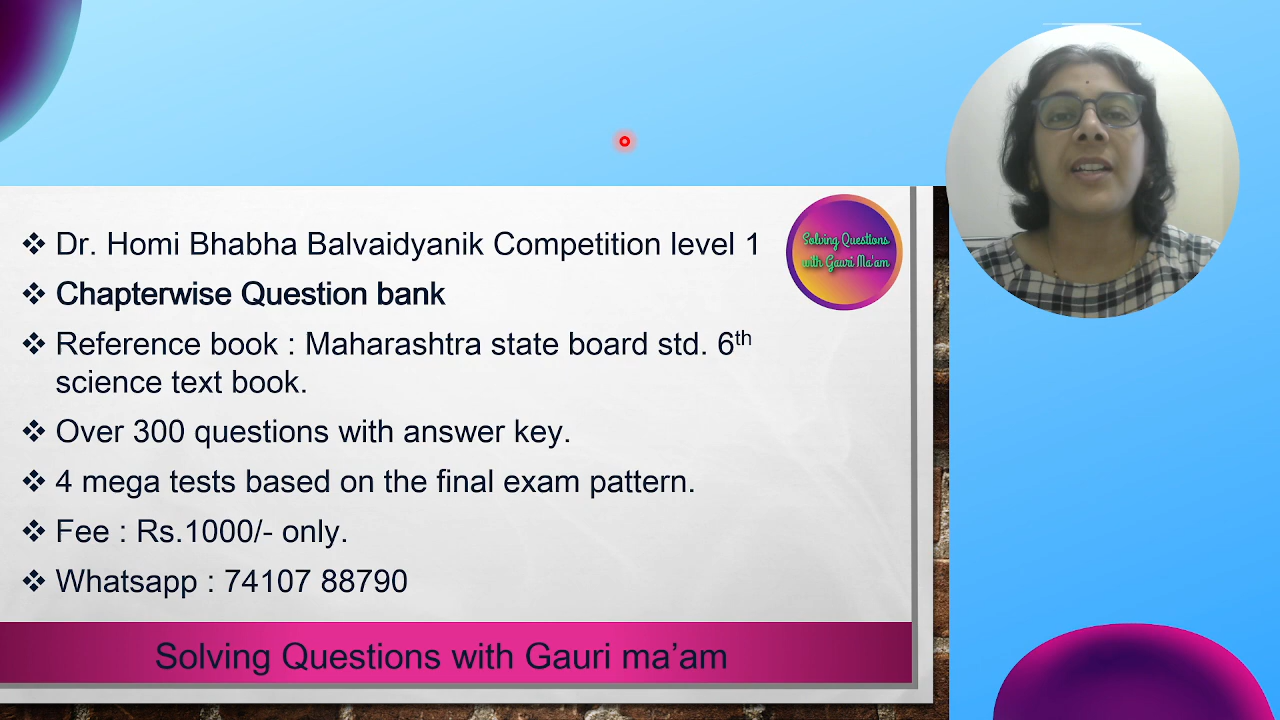 Dr. Homi Bhabha Balvaidyanik Competition level 1
Solving Questions
with Gauri Ma'am
Chapterwise Question bank
Reference book : Maharashtra state board std. 6th
science text book.
Over 300 questions with answer key.
4 mega tests based on the final exam pattern.
Fee : Rs.1000/- only.
Whatsapp : 74107 88790
Solving Questions with Gauri ma’am